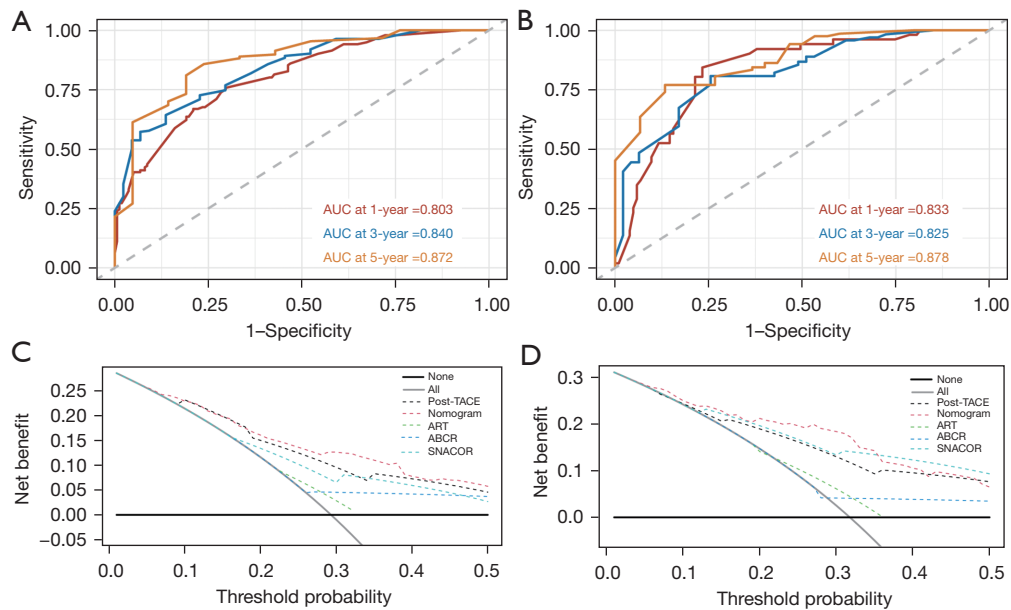 A
1.00
0.75
0.50
0.25
0.00
Sensitivity
AUC at 1-year =0.803
AUC at 3-year =0.840
AUC at 5-year =0.872
0.00 0.25 0.50 0.75 1.00
1–Specificity
B
1.00
0.75
0.50
0.25
0.00
Sensitivity
AUC at 1-year =0.833
AUC at 3-year =0.825
AUC at 5-year =0.878
0.00 0.25 0.50 0.75 1.00
1–Specificity
C
0.25
0.20
0.15
0.10
0.05
0.00
−0.05
Net benefit
None
All
Post-TACE
Nomogram
ART
ABCR
SNACOR
0.0 0.1 0.2 0.3 0.4 0.5
Threshold probability
D
0.3
0.2
0.1
0.0
Net benefit
None
All
Post-TACE
Nomogram
ART
ABCR
SNACOR
0.0 0.1 0.2 0.3 0.4 0.5
Threshold probability